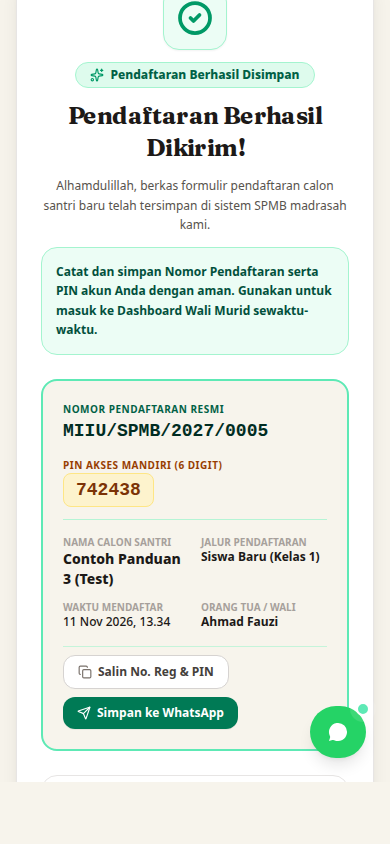 Pendaftaran Berhasil Disimpan
Pendaftaran Berhasil
Dikirim!
Alhamdulillah, berkas formulir pendaftaran calon
santri baru telah tersimpan di sistem SPMB madrasah
kami.
Catat dan simpan Nomor Pendaftaran serta
PIN akun Anda dengan aman. Gunakan untuk
masuk ke Dashboard Wali Murid sewaktu-
waktu.
NOMOR PENDAFTARAN RESMI
MIIU/SPMB/2027/0005
PIN AKSES MANDIRI (6 DIGIT)
742438
NAMA CALON SANTRI
Contoh Panduan
3 (Test)
JALUR PENDAFTARAN
Siswa Baru (Kelas 1)
WAKTU MENDAFTAR
11 Nov 2026, 13.34
ORANG TUA / WALI
Ahmad Fauzi
Salin No. Reg & PIN
Simpan ke WhatsApp